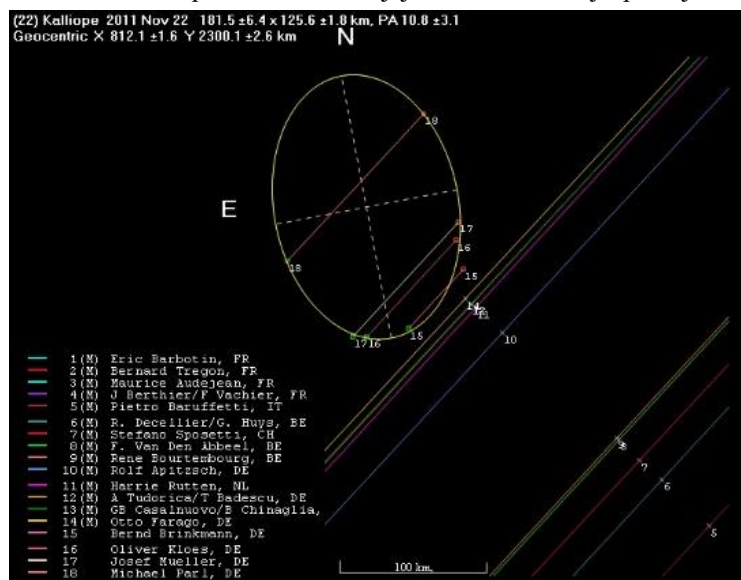 (22) Kalliope 2011 Nov 22 181.5 ±6.4 x 125.6 ±1.8 km, PA 10.8 ±3.1
Geocentric X 812.1 ±1.6 Y 2300.1 ±2.6 km
N
18
E
17
16
18
15
14
12
11
10
17 16
15
1(M) Eric Barbotin, FR
2(M) Bernard Tregon, FR
3(M) Maurice Audejean, FR
4(M) J Berthier/F Vachier, FR
5(M) Pietro Baruffetti, IT
6(M) R. Decellier/G. Huys, BE
7(M) Stefano Sposetti, CH
8(M) F. Van Den Abbeel, BE
9(M) Rene Bourtembourg, BE
10(M) Rolf Apitzsch, DE
11(M) Harrie Rutten, NL
12(M) A Tudorica/T Badescu, DE
13(M) GB Casalnuovo/B Chinaglia,
14(M) Otto Farago, DE
15 Bernd Brinkmann, DE
16 Oliver Kloes, DE
17 Josef Mueller, DE
18 Michael Parl, DE
7
6
5
100 km.